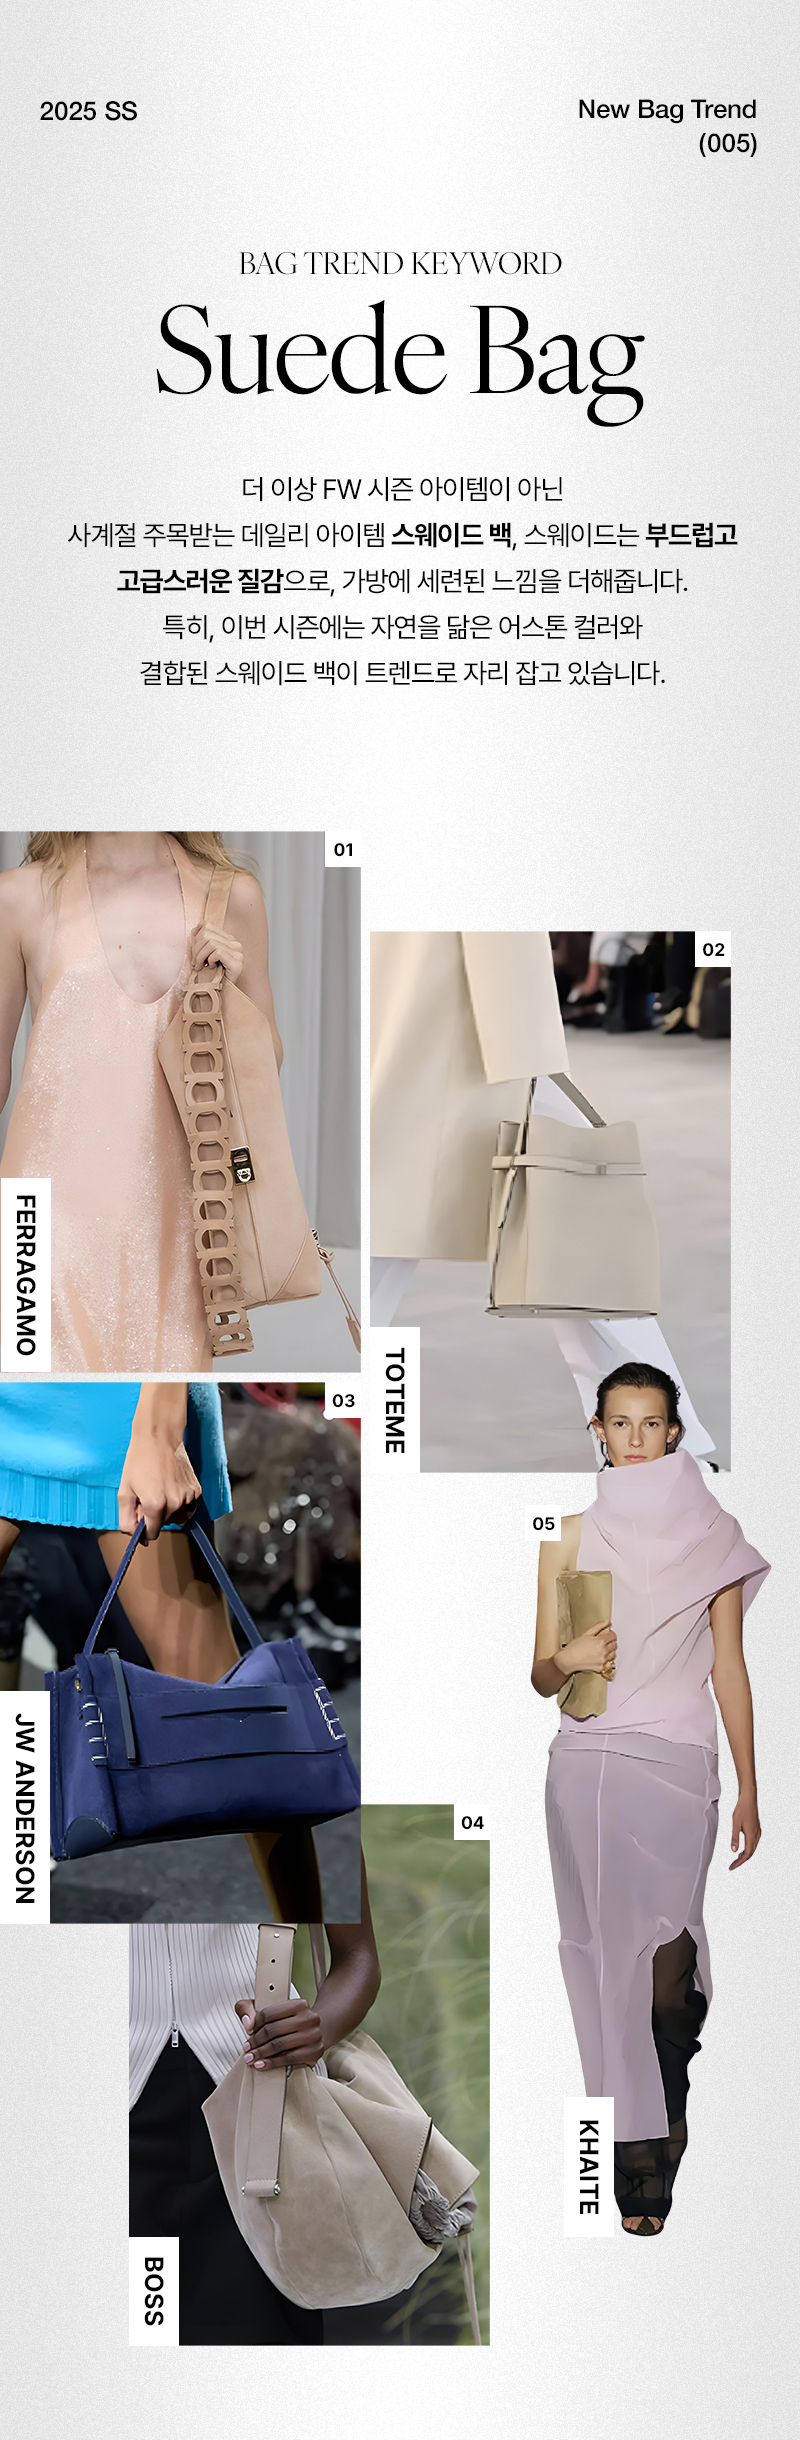 2025 SS
New Bag Trend
(005)
BAG TREND KEYWORD
Suede Bag
더 이상 FW 시즌 아이템이 아닌
사계절 주목받는 데일리 아이템 스웨이드 백, 스웨이드는 부드럽고
고급스러운 질감으로, 가방에 세련된 느낌을 더해줍니다.
특히, 이번 시즌에는 자연을 닮은 어스톤 컬러와
결합된 스웨이드 백이 트렌드로 자리 잡고 있습니다.
01
FERRAGAMO
02
TOTEME
03
JW ANDERSON
04
BOSS
05
KHAITE